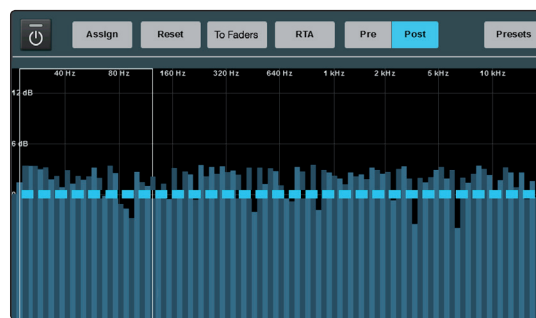 Assign Reset To Faders RTA Pre Post Presets
40 Hz 80 Hz 160 Hz 320 Hz 640 Hz 1 kHz 2 kHz 5 kHz 10 kHz
12 dB
6 dB
0